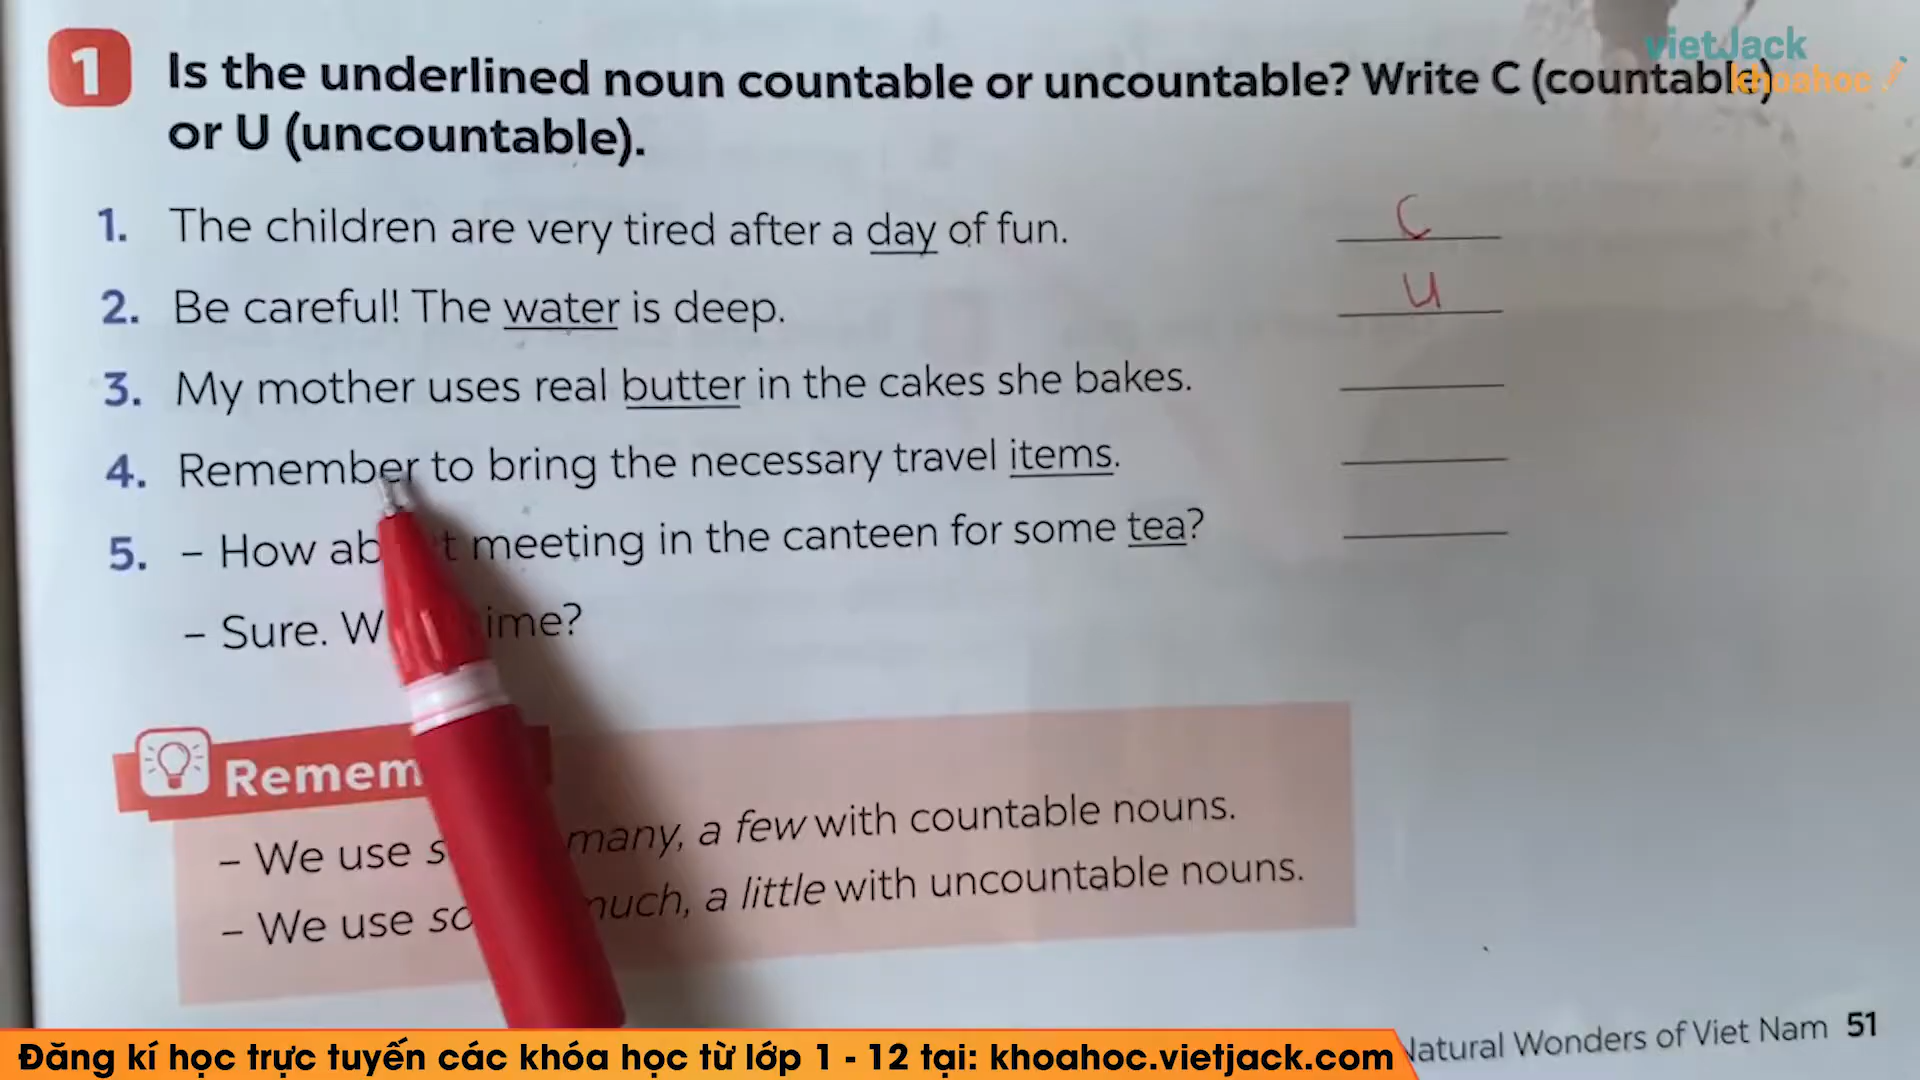 vietJack
khoahoc
1 Is the underlined noun countable or uncountable? Write C (countable)
or U (uncountable).
1. The children are very tired after a day of fun. C
2. Be careful! The water is deep. U
3. My mother uses real butter in the cakes she bakes.
4. Remember to bring the necessary travel items.
5. – How meeting in the canteen for some tea?
– Sure.
– We use many, a few with countable nouns.
– We use a little with uncountable nouns.
Natural Wonders of Viet Nam 51
Đăng kí học trực tuyến các khóa học từ lớp 1 - 12 tại: khoahoc.vietjack.com